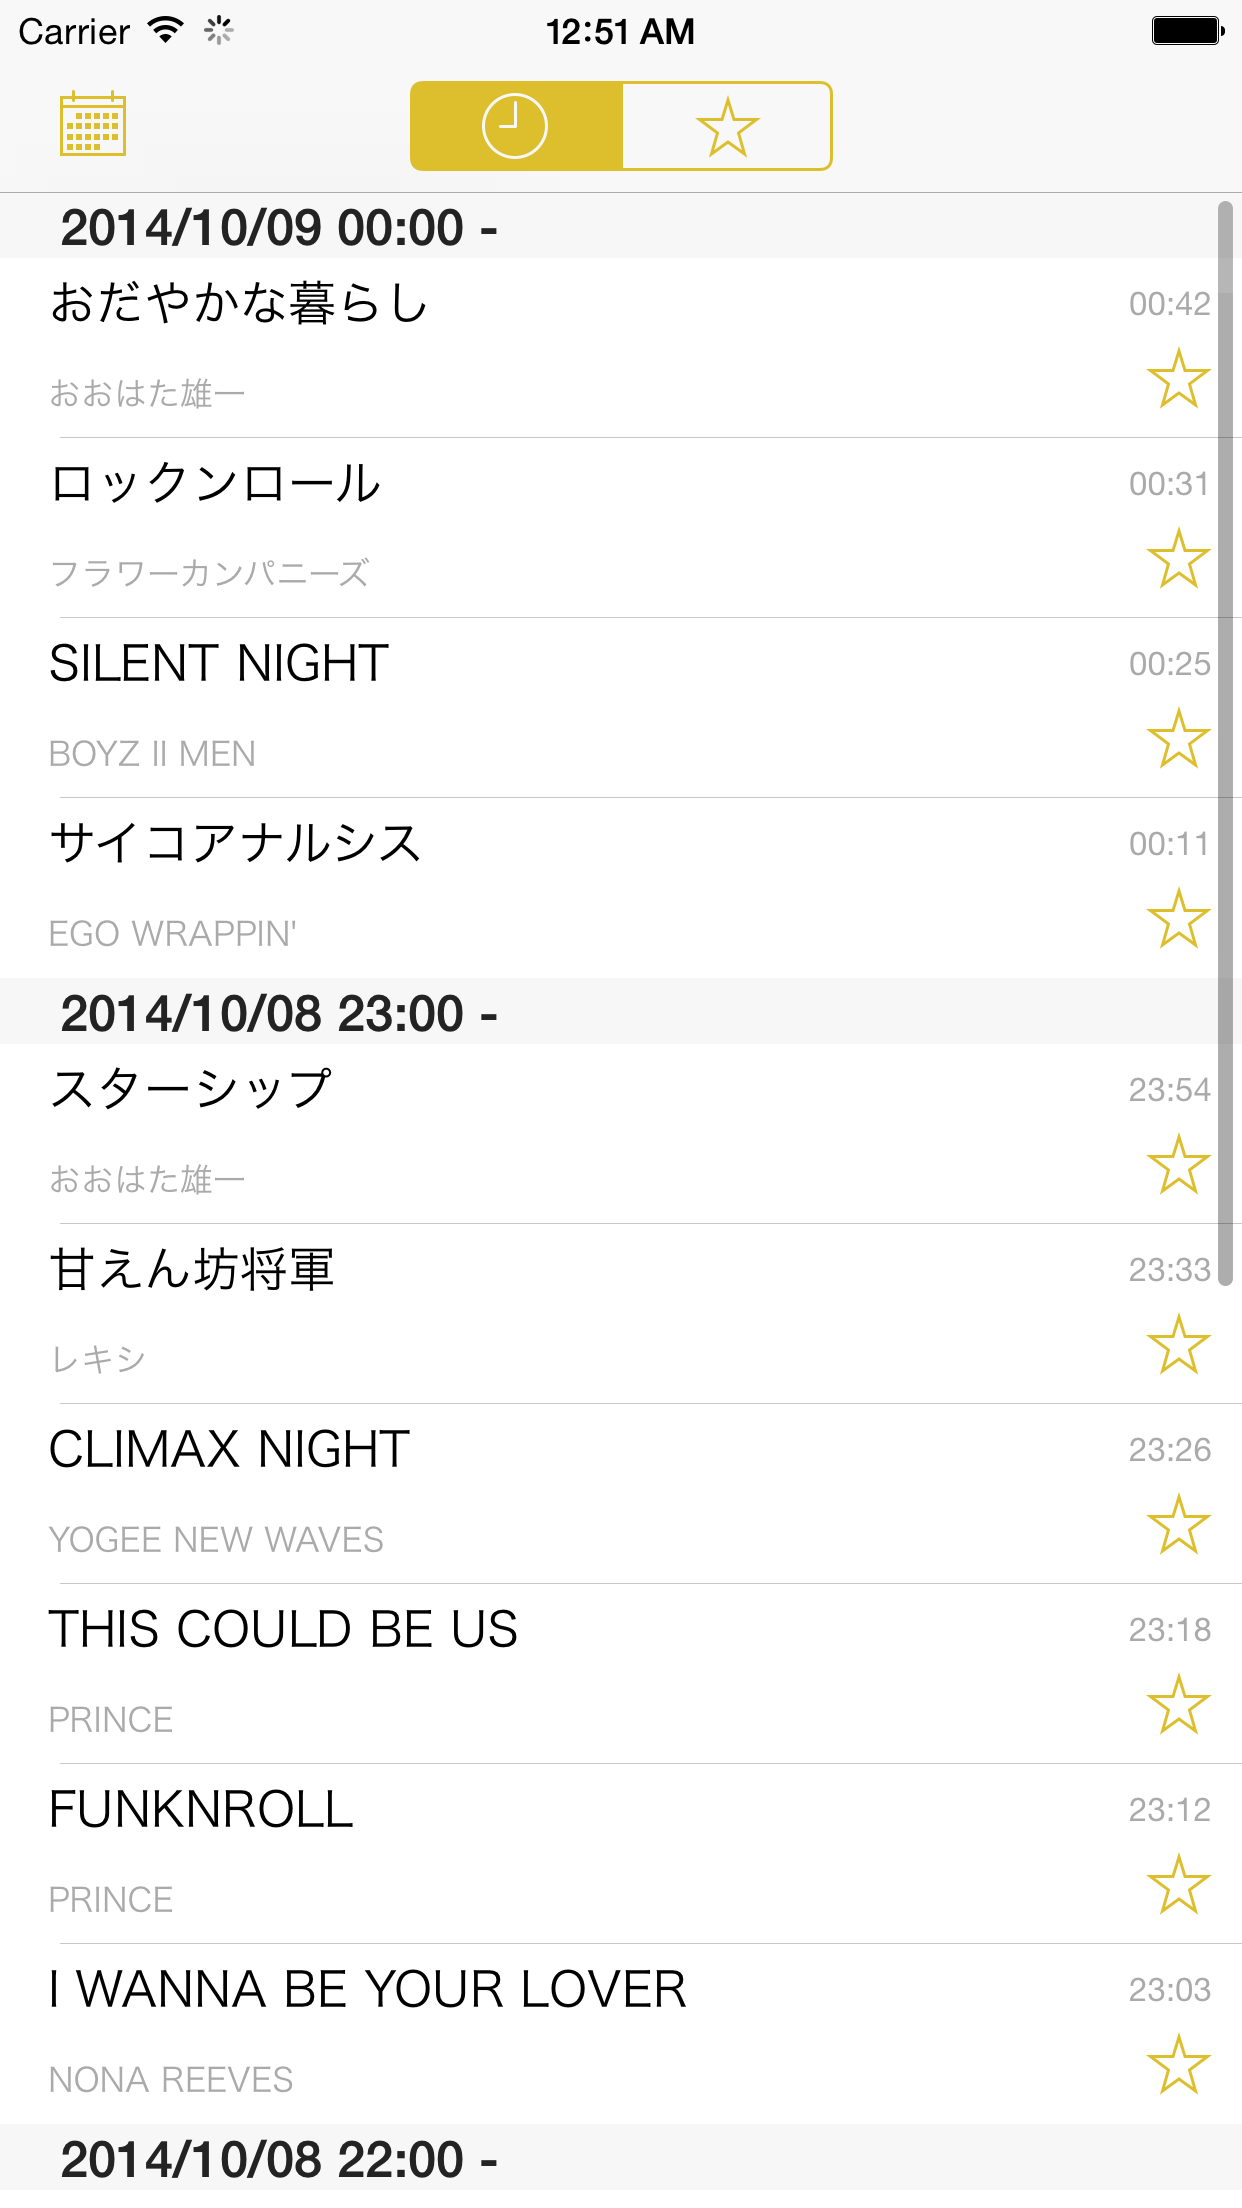 Carrier 12:51 AM
2014/10/09 00:00 -
おだやかな暮らし 00:42
おおはた雄一
ロックンロール 00:31
フラワーカンパニーズ
SILENT NIGHT 00:25
BOYZ II MEN
サイコアナルシス 00:11
EGO WRAPPIN'
2014/10/08 23:00 -
スターシップ 23:54
おおはた雄一
甘えん坊将軍 23:33
レキシ
CLIMAX NIGHT 23:26
YOGEE NEW WAVES
THIS COULD BE US 23:18
PRINCE
FUNKNROLL 23:12
PRINCE
I WANNA BE YOUR LOVER 23:03
NONA REEVES
2014/10/08 22:00 -